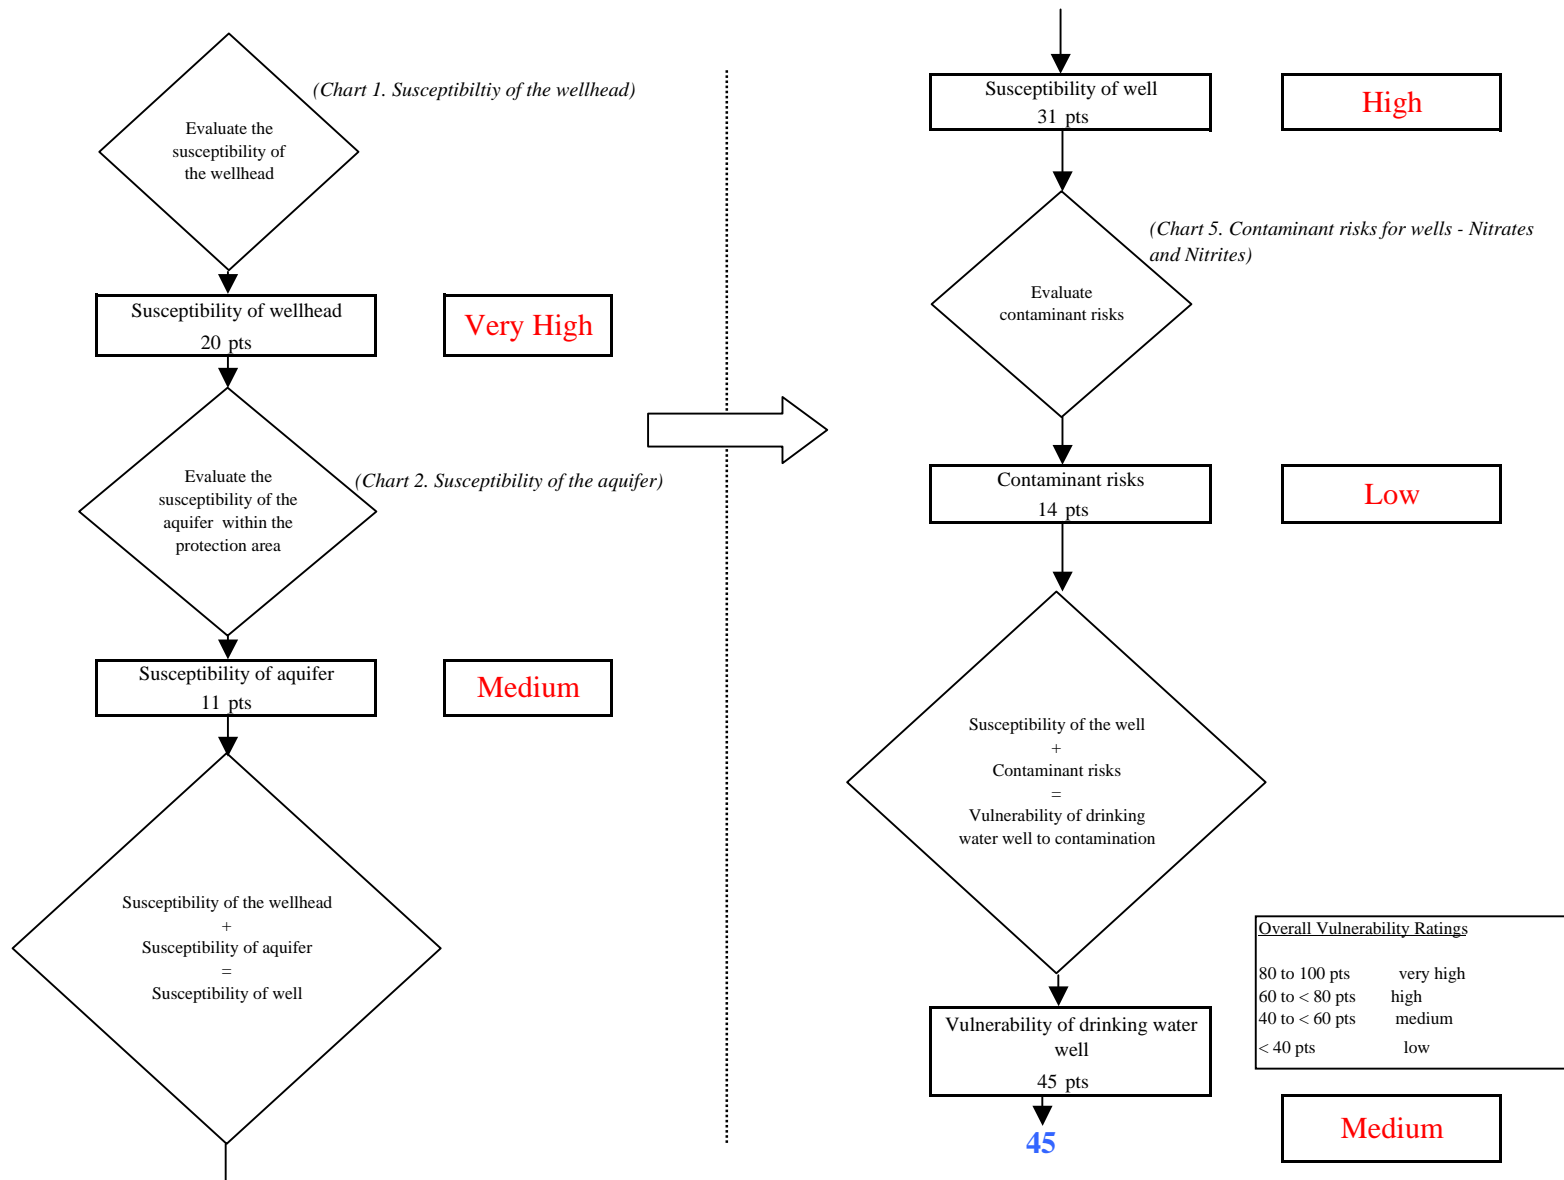 (Chart 1. Susceptibiltiy of the wellhead)
Evaluate the
susceptibility of
the wellhead
Susceptibility of wellhead
20 pts
Very High
Evaluate the
susceptibility of the
aquifer within the
protection area
(Chart 2. Susceptibility of the aquifer)
Susceptibility of aquifer
11 pts
Medium
Susceptibility of the wellhead
+
Susceptibility of aquifer
=
Susceptibility of well
Susceptibility of well
31 pts
High
(Chart 5. Contaminant risks for wells - Nitrates
and Nitrites)
Evaluate
contaminant risks
Contaminant risks
14 pts
Low
Susceptibility of the well
+
Contaminant risks
=
Vulnerability of drinking
water well to contamination
Overall Vulnerability Ratings
80 to 100 pts very high
60 to < 80 pts high
40 to < 60 pts medium
< 40 pts low
Vulnerability of drinking water
well
45 pts
45
Medium